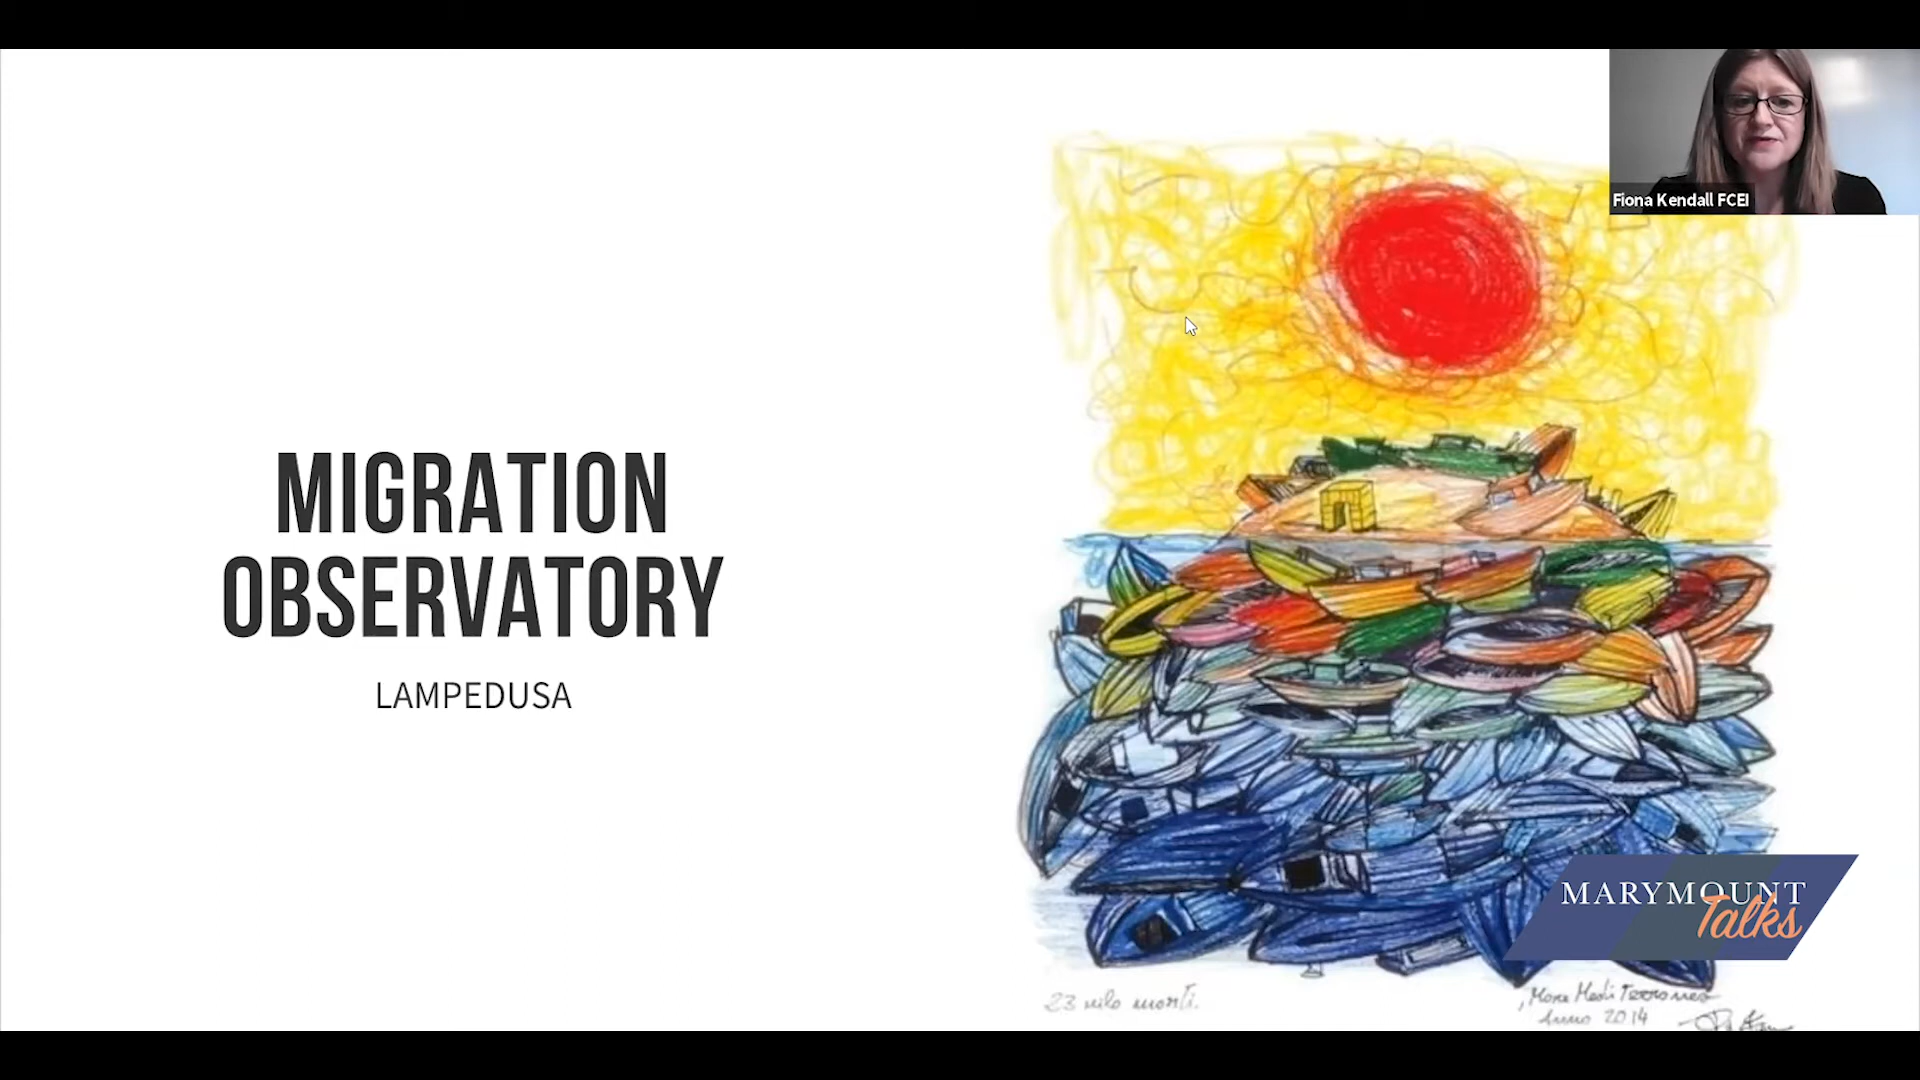 Fiona Kendall FCEI
MIGRATION
OBSERVATORY
LAMPEDUSA
MARYMOUNT
Talks
23 mila morti.
Mare Mediterraneo
Anno 2014